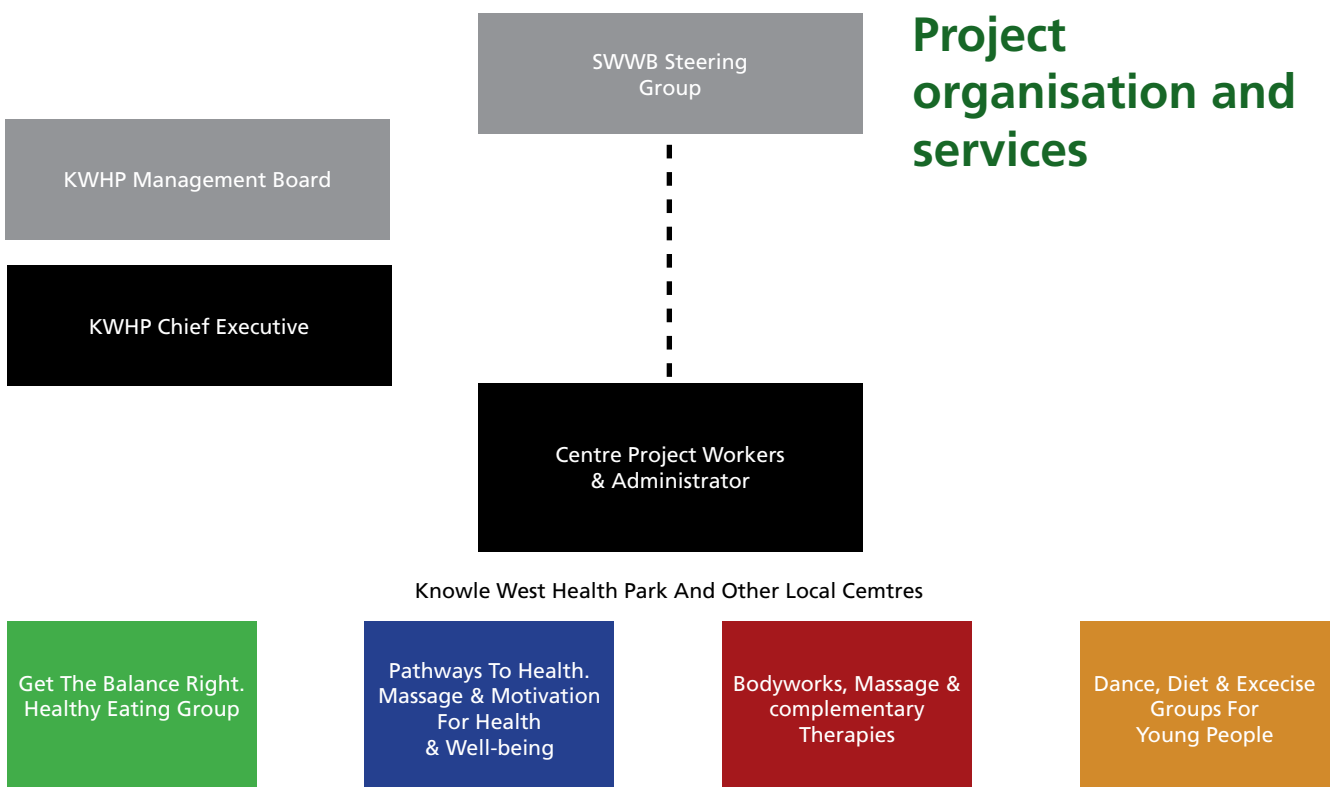 Project
organisation and
services
SWWB Steering
Group
KWHP Management Board
KWHP Chief Executive
Centre Project Workers
& Administrator
Knowle West Health Park And Other Local Cemtres
Get The Balance Right.
Healthy Eating Group
Pathways To Health.
Massage & Motivation
For Health
& Well-being
Bodyworks, Massage &
complementary
Therapies
Dance, Diet & Excecise
Groups For
Young People